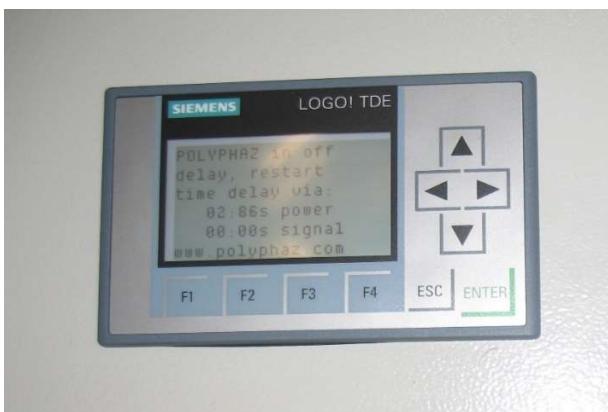 SIEMENS LOGO! TDE
POLYPHAZ in off
delay, restart
time delay via:
02:86s power
00:00s signal
www.polyphaz.com
F1 F2 F3 F4 ESC ENTER